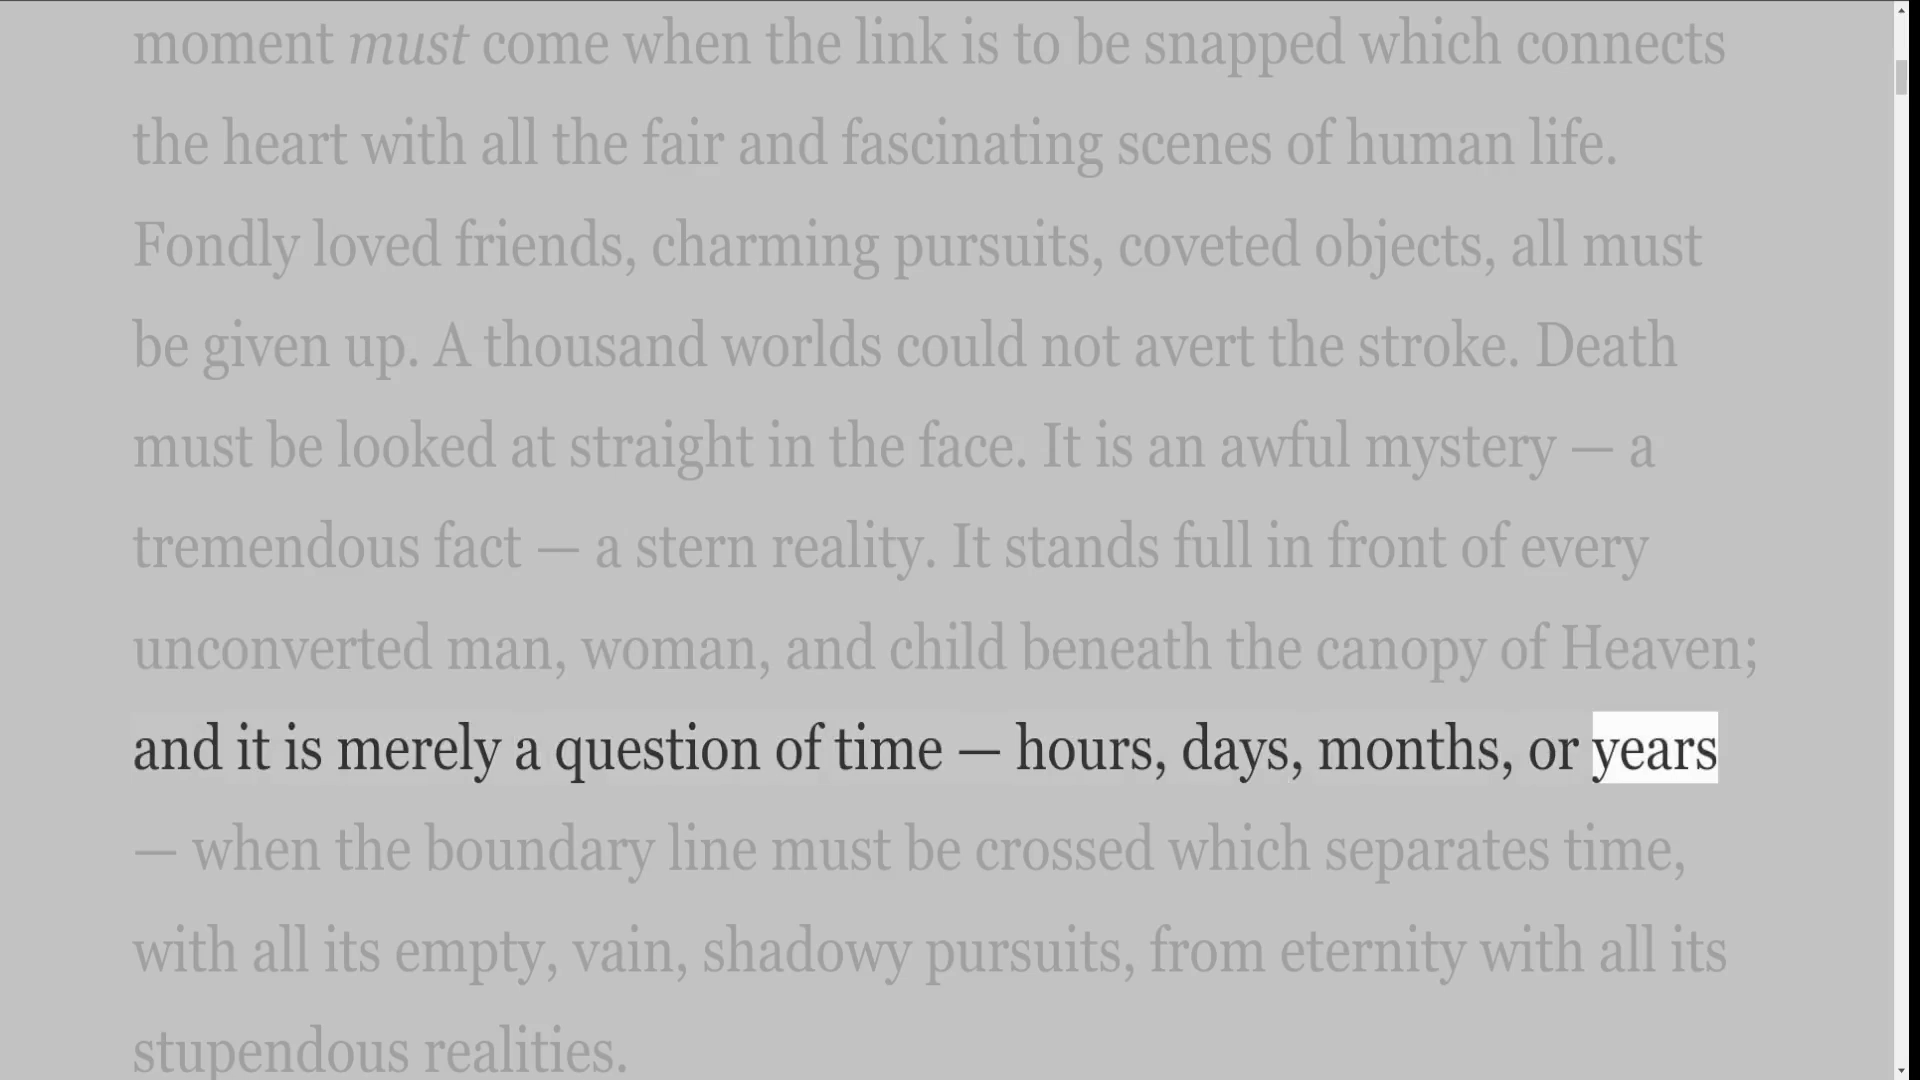 moment must come when the link is to be snapped which connects
the heart with all the fair and fascinating scenes of human life.
Fondly loved friends, charming pursuits, coveted objects, all must
be given up. A thousand worlds could not avert the stroke. Death
must be looked at straight in the face. It is an awful mystery — a
tremendous fact — a stern reality. It stands full in front of every
unconverted man, woman, and child beneath the canopy of Heaven;
and it is merely a question of time — hours, days, months, or years
— when the boundary line must be crossed which separates time,
with all its empty, vain, shadowy pursuits, from eternity with all its
stupendous realities.